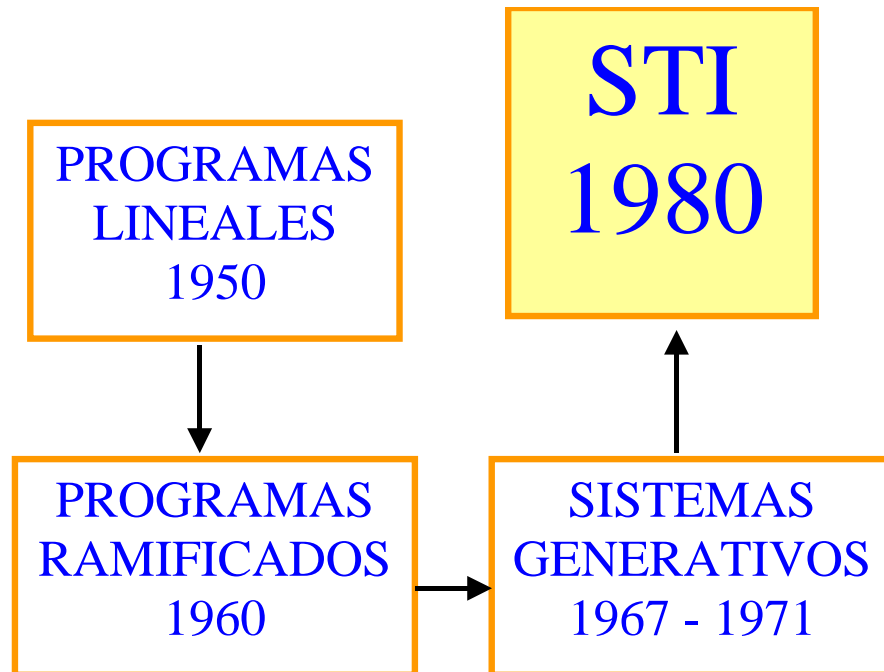 PROGRAMAS
LINEALES
1950
PROGRAMAS
RAMIFICADOS
1960
SISTEMAS
GENERATIVOS
1967 - 1971
STI
1980